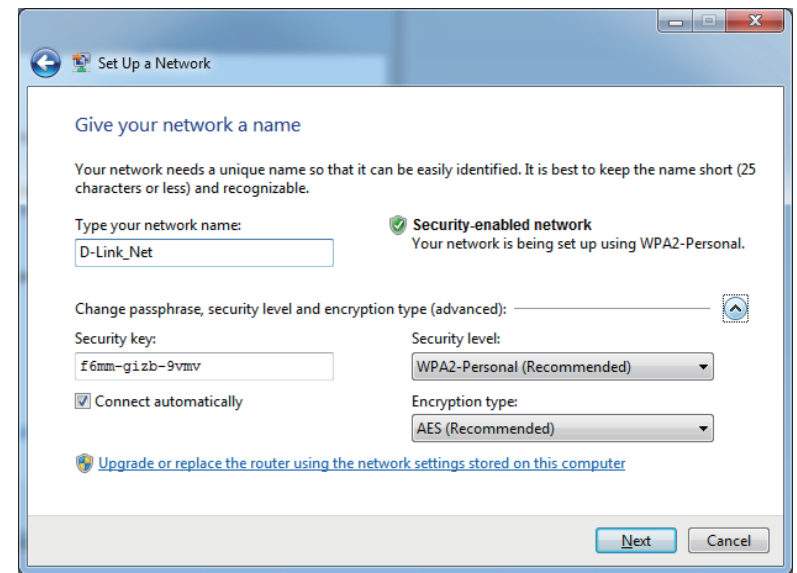 Set Up a Network
Give your network a name
Your network needs a unique name so that it can be easily identified. It is best to keep the name short (25
characters or less) and recognizable.
Type your network name:
D-Link_Net
Security-enabled network
Your network is being set up using WPA2-Personal.
Change passphrase, security level and encryption type (advanced):
Security key:
f6mm-gizb-9vmv
Security level:
WPA2-Personal (Recommended)
Connect automatically
Encryption type:
AES (Recommended)
Upgrade or replace the router using the network settings stored on this computer
Next
Cancel